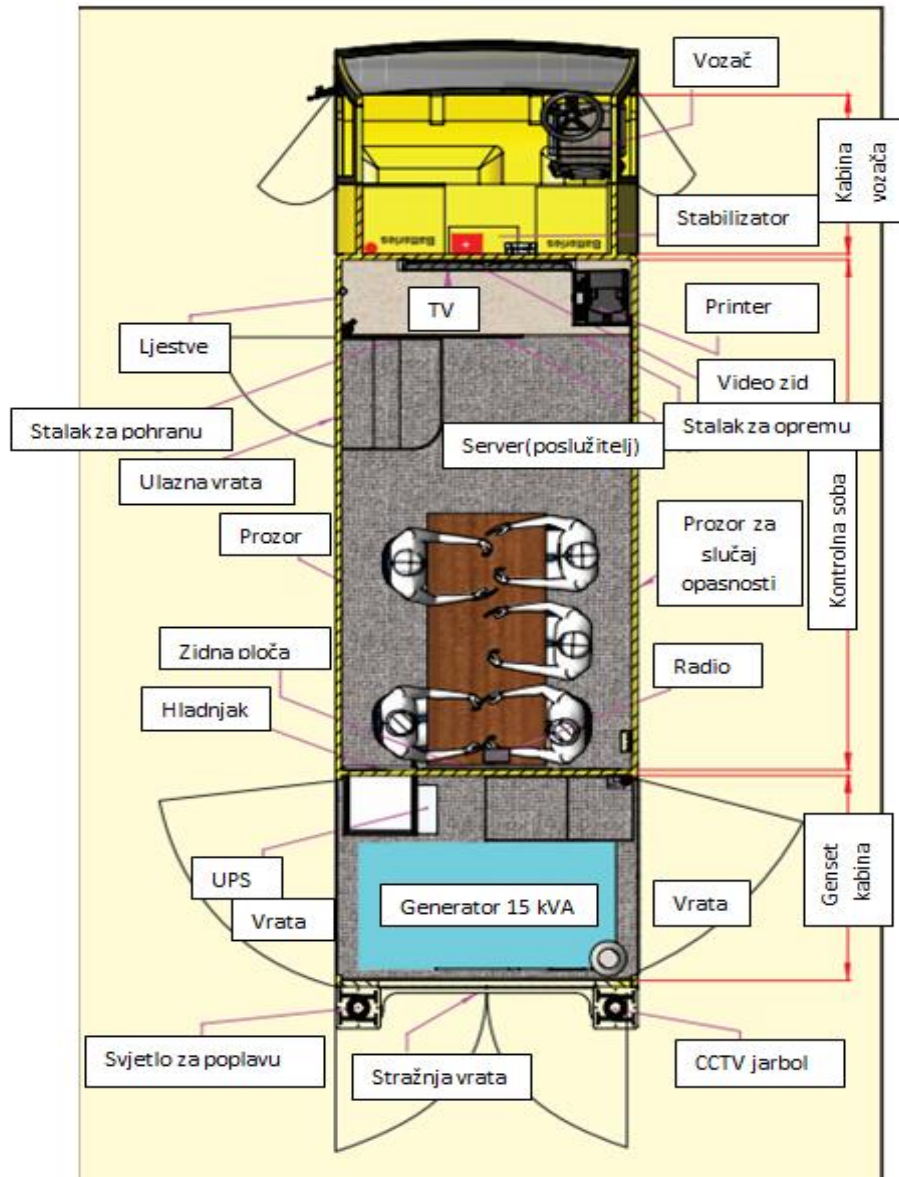 Vozač
Kabina
vozača
Stabilizator
Batteries
Batteries
TV
Printer
Ljestve
Video zid
Stalak za pohranu
Stalak za opremu
Server(poslužitelj)
Ulazna vrata
Kontrolna soba
Prozor
Prozor za
slučaj
opasnosti
Zidna ploča
Radio
Hladnjak
UPS
Vrata
Generator 15 kVA
Vrata
Genset
kabina
Svjetlo za poplavu
Stražnja vrata
CCTV jarbol